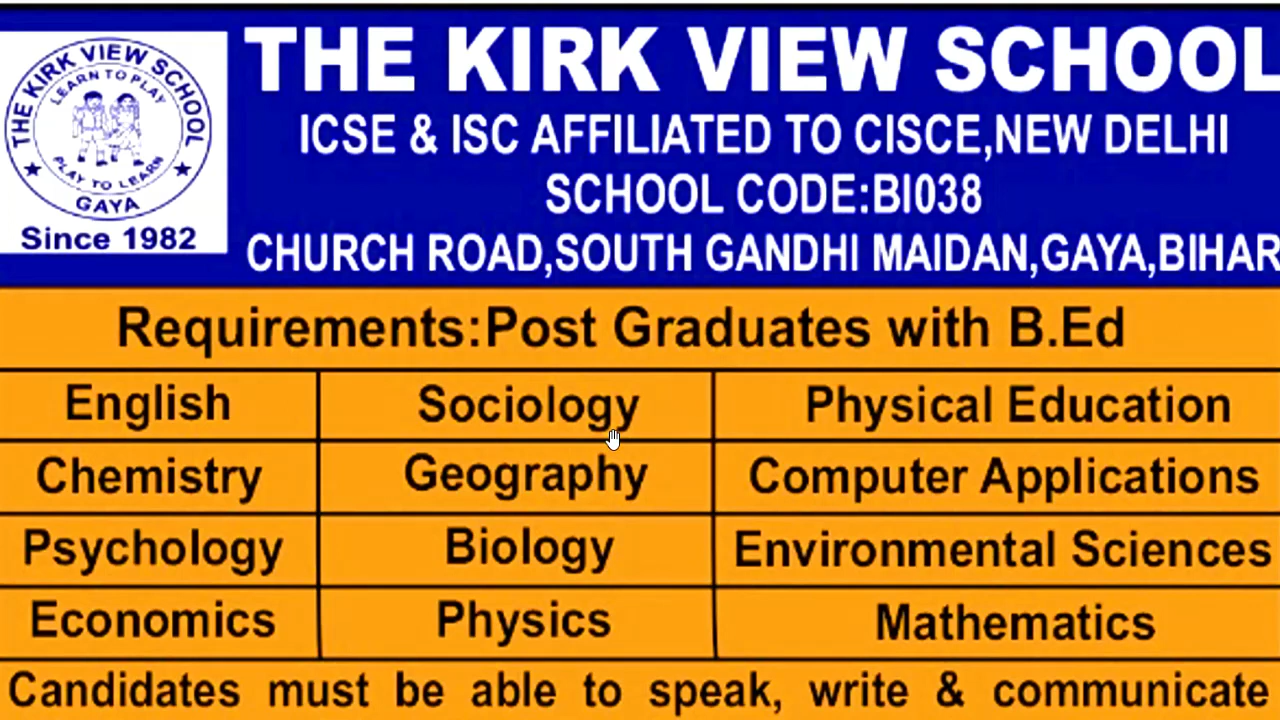 THE KIRK VIEW SCHOOL
LEARN TO PLAY
PLAY TO LEARN
GAYA
Since 1982
THE KIRK VIEW SCHOOL
ICSE & ISC AFFILIATED TO CISCE,NEW DELHI
SCHOOL CODE:BI038
CHURCH ROAD,SOUTH GANDHI MAIDAN,GAYA,BIHAR
Requirements:Post Graduates with B.Ed
English Sociology Physical Education
Chemistry Geography Computer Applications
Psychology Biology Environmental Sciences
Economics Physics Mathematics
Candidates must be able to speak, write & communicate